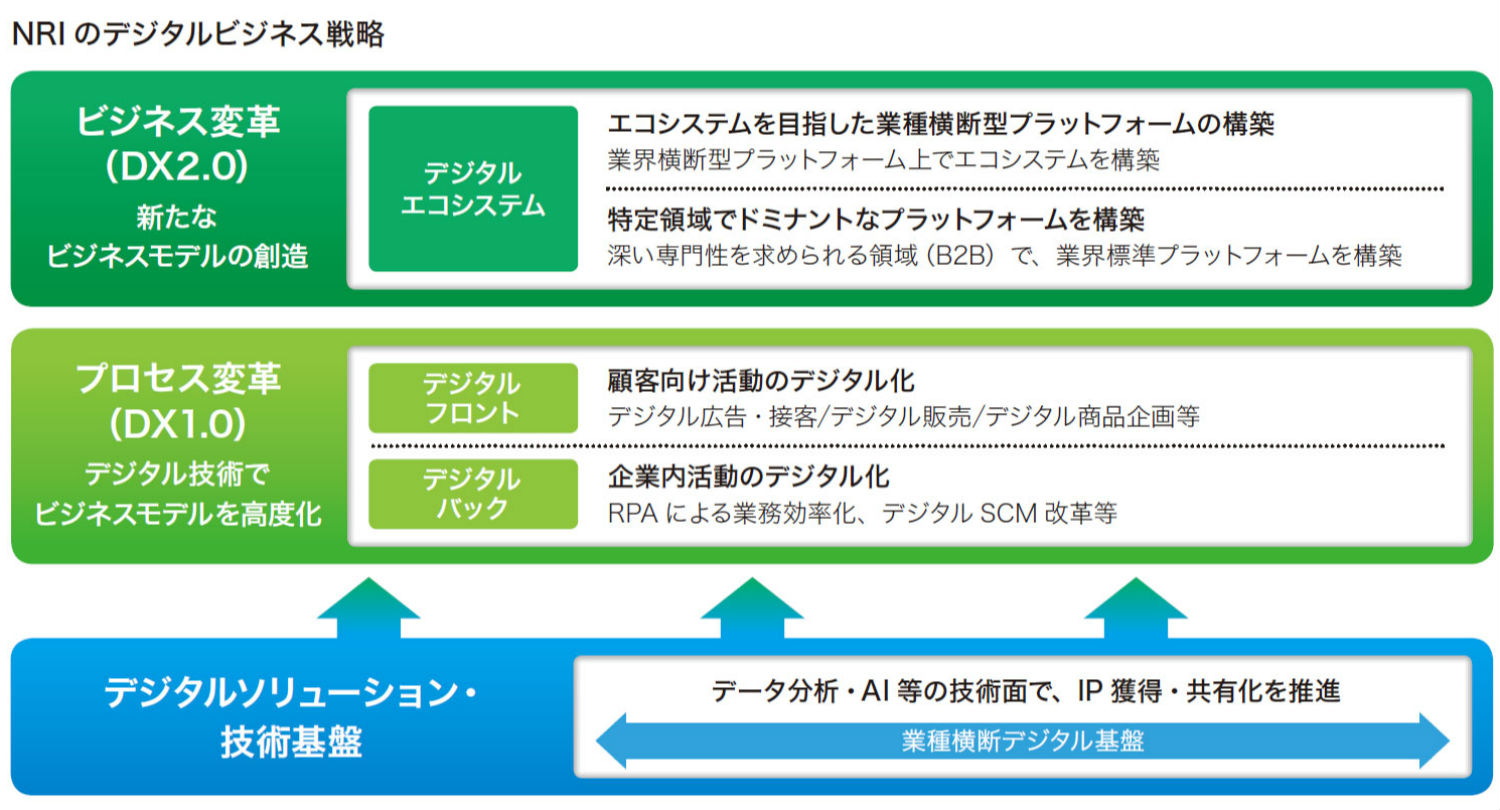 NRIのデジタルビジネス戦略
ビジネス変革
(DX2.0)
新たな
ビジネスモデルの創造
デジタル
エコシステム
エコシステムを目指した業種横断型プラットフォームの構築
業界横断型プラットフォーム上でエコシステムを構築
特定領域でドミナントなプラットフォームを構築
深い専門性を求められる領域（B2B）で、業界標準プラットフォームを構築
プロセス変革
(DX1.0)
デジタル技術で
ビジネスモデルを高度化
デジタル
フロント
顧客向け活動のデジタル化
デジタル広告・接客/デジタル販売/デジタル商品企画等
デジタル
バック
企業内活動のデジタル化
RPAによる業務効率化、デジタルSCM改革等
デジタルソリューション・
技術基盤
データ分析・AI等の技術面で、IP獲得・共有化を推進
業種横断デジタル基盤